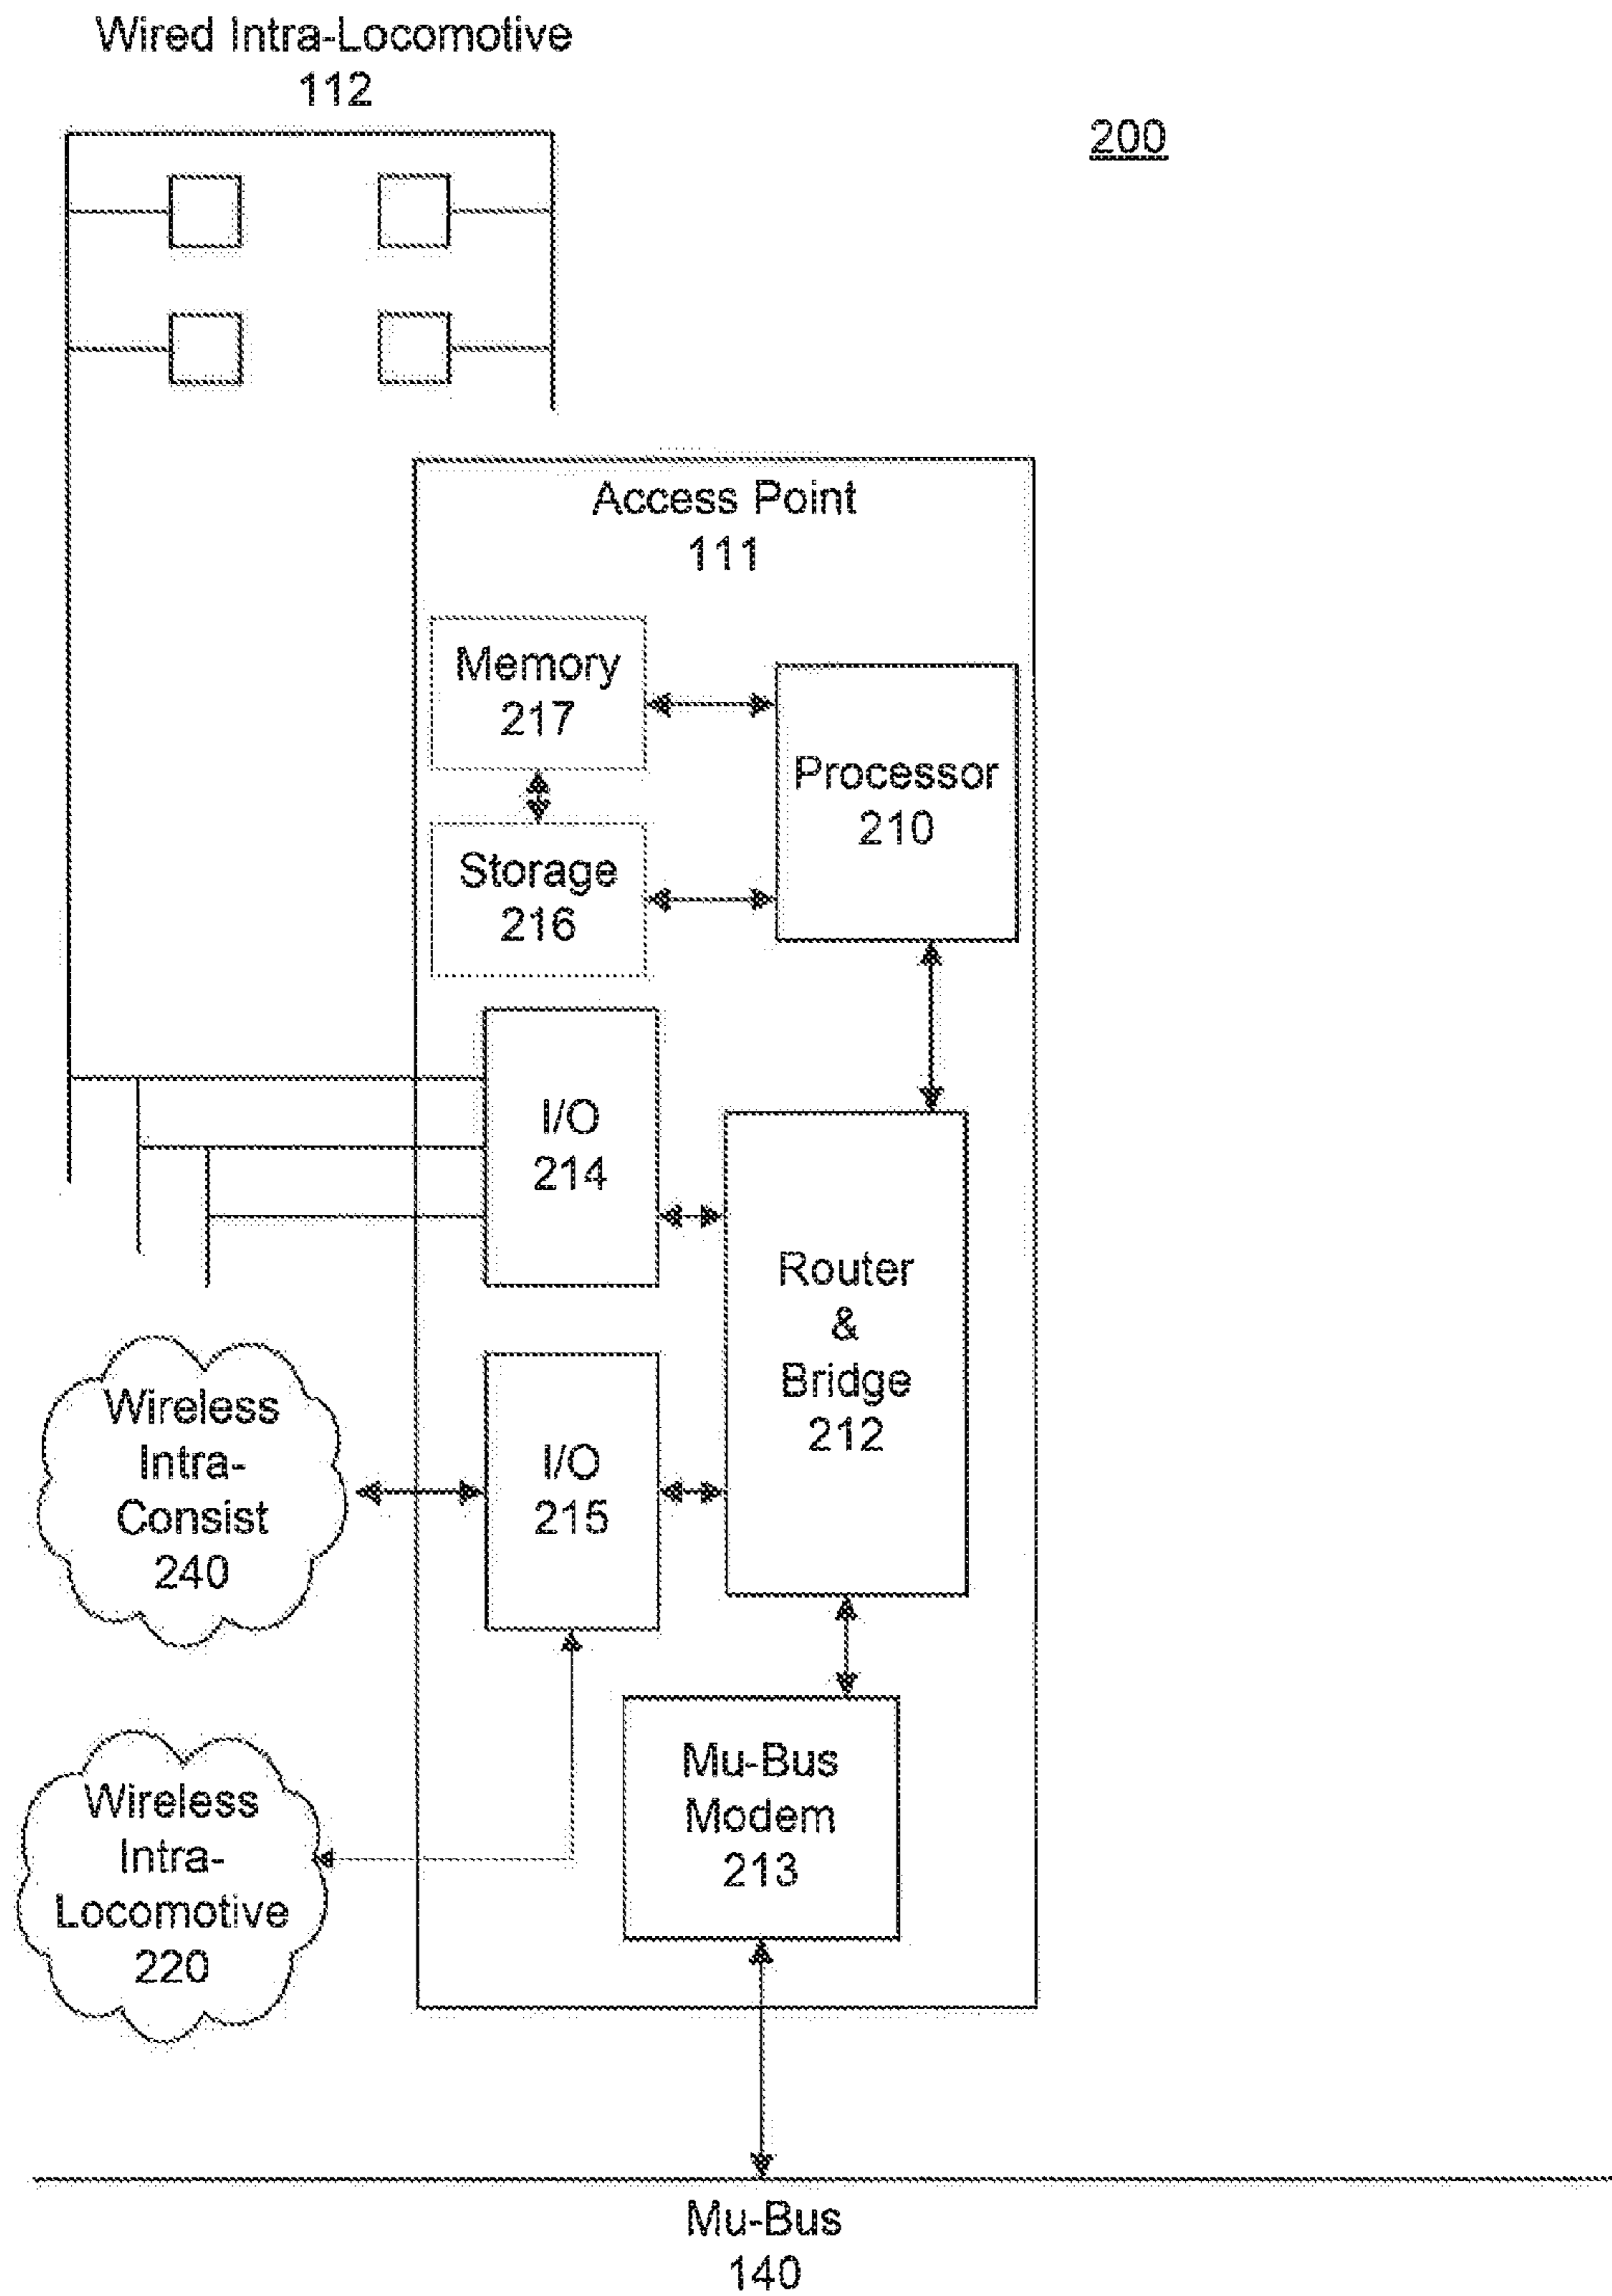 Wired Intra-Locomotive
112
200
Access Point
111
Memory
217
Processor
210
Storage
216
I/O
214
Router
&
Bridge
212
Wireless
Intra-
Consist
240
I/O
215
Wireless
Intra-
Locomotive
220
Mu-Bus
Modem
213
Mu-Bus
140